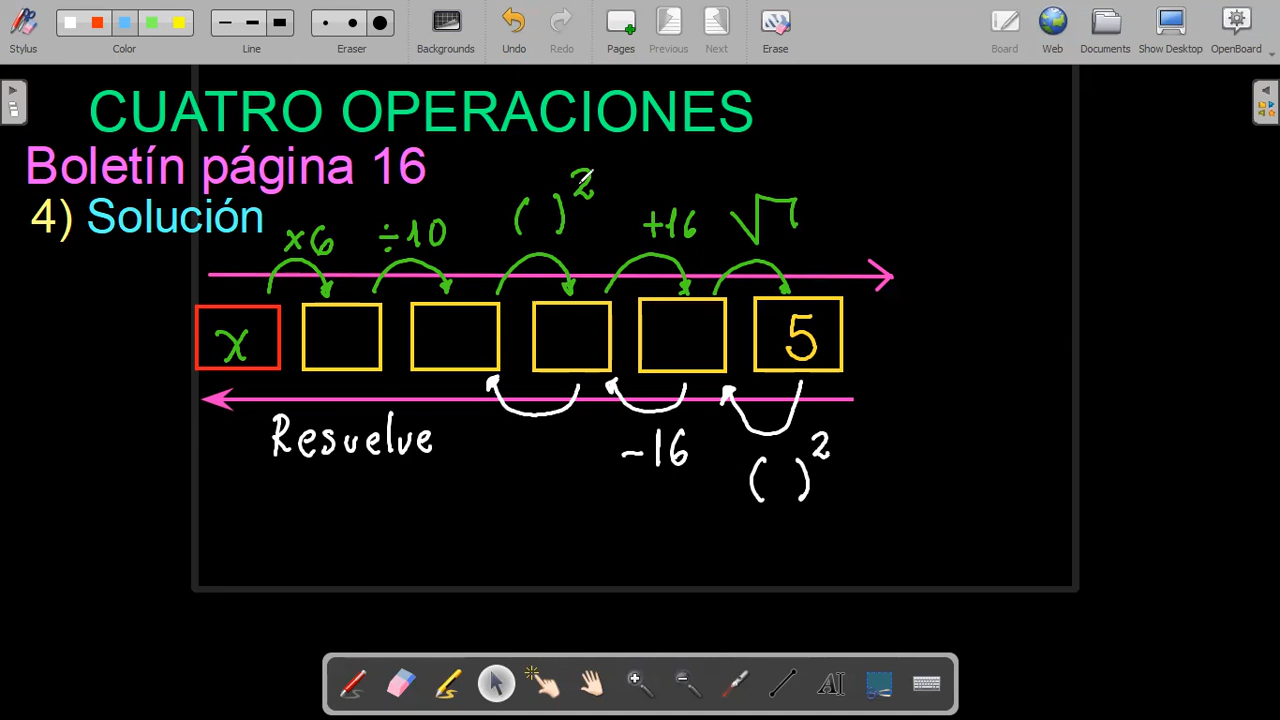 Stylus Color Line Eraser Backgrounds Undo Redo Pages Previous Next Erase Board Web Documents Show Desktop OpenBoard
CUATRO OPERACIONES
Boletín página 16
4) Solución
×6 ÷10 ( )² +16 √
x 5
Resuelve
-16 ( )²
AI